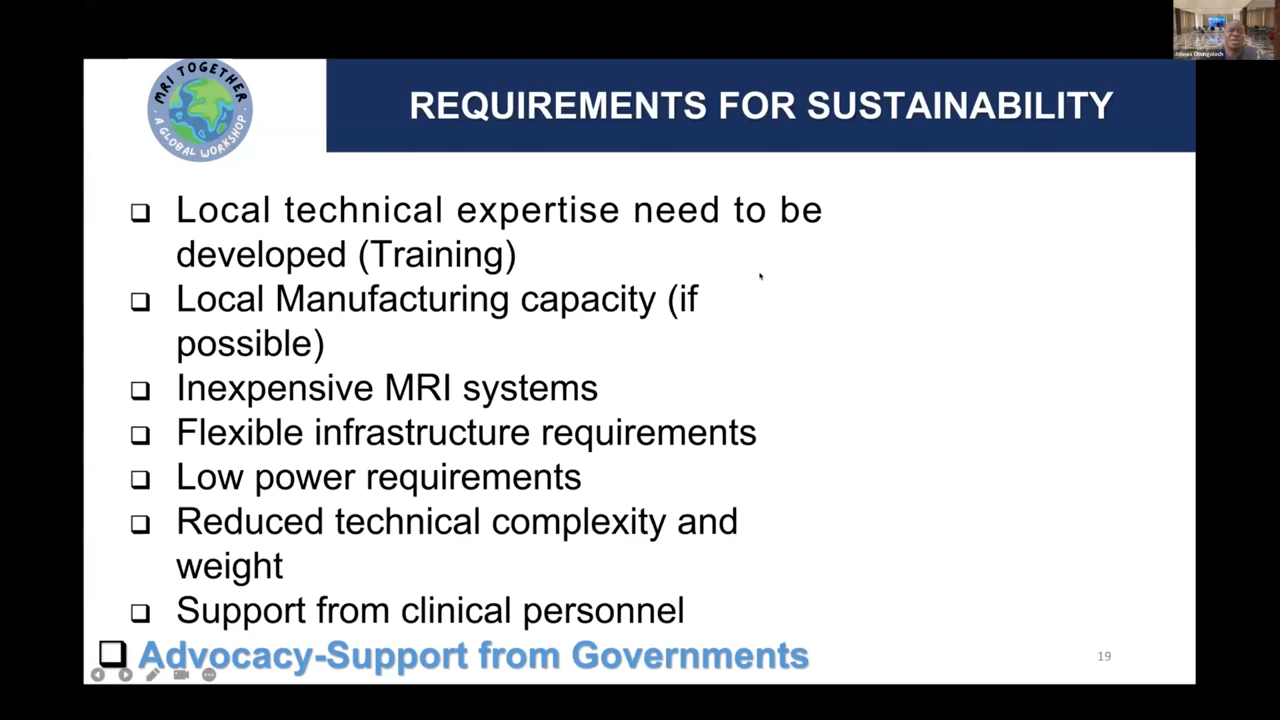 Johnes Obungoloch
MRI TOGETHER
A GLOBAL WORKSHOP
REQUIREMENTS FOR SUSTAINABILITY
Local technical expertise need to be
developed (Training)
Local Manufacturing capacity (if
possible)
Inexpensive MRI systems
Flexible infrastructure requirements
Low power requirements
Reduced technical complexity and
weight
Support from clinical personnel
Advocacy-Support from Governments
19